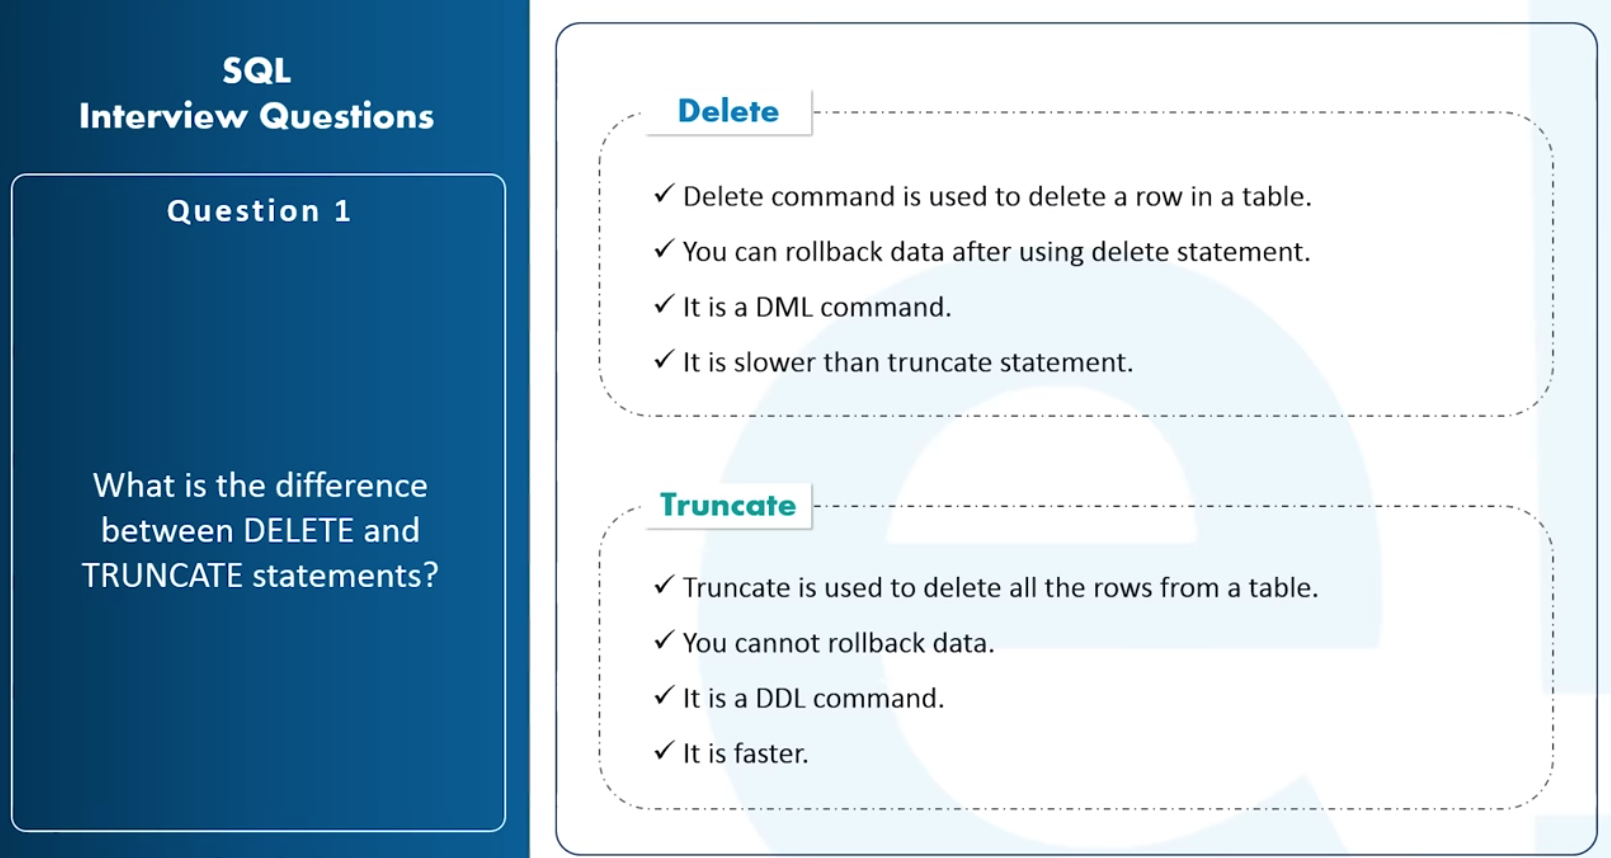 SQL
Interview Questions
Question 1
What is the difference
between DELETE and
TRUNCATE statements?
Delete
✓ Delete command is used to delete a row in a table.
✓ You can rollback data after using delete statement.
✓ It is a DML command.
✓ It is slower than truncate statement.
Truncate
✓ Truncate is used to delete all the rows from a table.
✓ You cannot rollback data.
✓ It is a DDL command.
✓ It is faster.